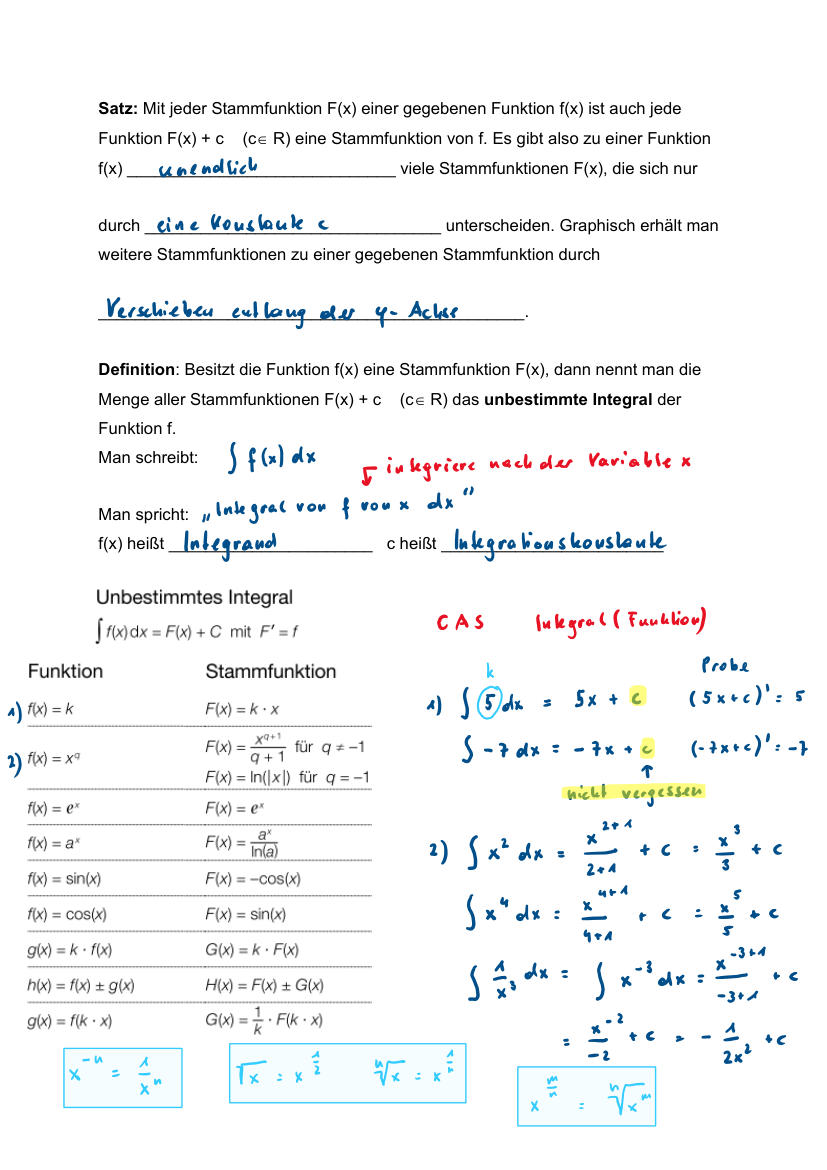 Satz: Mit jeder Stammfunktion F(x) einer gegebenen Funktion f(x) ist auch jede
Funktion F(x) + c (c∈ R) eine Stammfunktion von f. Es gibt also zu einer Funktion
f(x) unendlich viele Stammfunktionen F(x), die sich nur
durch eine Konstante c unterscheiden. Graphisch erhält man
weitere Stammfunktionen zu einer gegebenen Stammfunktion durch
Verschieben entlang der y- Achse.
Definition: Besitzt die Funktion f(x) eine Stammfunktion F(x), dann nennt man die
Menge aller Stammfunktionen F(x) + c (c∈ R) das unbestimmte Integral der
Funktion f.
Man schreibt: ∫ f(x) dx
integriere nach der Variable x
Man spricht: „Integral von f von x dx"
f(x) heißt Integrand c heißt Integrationskonstante
Unbestimmtes Integral
∫ f(x) dx = F(x) + C mit F′ = f
Funktion Stammfunktion
1) f(x) = k F(x) = k · x
2) f(x) = x^q F(x) = x^(q+1)/(q + 1) für q ≠ −1
F(x) = ln(|x|) für q = −1
f(x) = e^x F(x) = e^x
f(x) = a^x F(x) = a^x/ln(a)
f(x) = sin(x) F(x) = −cos(x)
f(x) = cos(x) F(x) = sin(x)
g(x) = k · f(x) G(x) = k · F(x)
h(x) = f(x) ± g(x) H(x) = F(x) ± G(x)
g(x) = f(k · x) G(x) = 1/k · F(k · x)
x^(-n) = 1/x^n
√x = x^(1/2) ⁿ√x = x^(1/n)
CAS Integral (Funktion)
k Probe
1) ∫ 5 dx = 5x + c (5x+c)' = 5
∫ -7 dx = -7x + c (-7x+c)' = -7
↑
nicht vergessen
2) ∫ x^2 dx = x^(2+1)/(2+1) + c = x^3/3 + c
∫ x^4 dx = x^(4+1)/(4+1) + c = x^5/5 + c
∫ 1/x^3 dx = ∫ x^(-3) dx = x^(-3+1)/(-3+1) + c
= x^(-2)/(-2) + c = - 1/(2x^2) + c
x^(m/n) = ⁿ√(x^m)